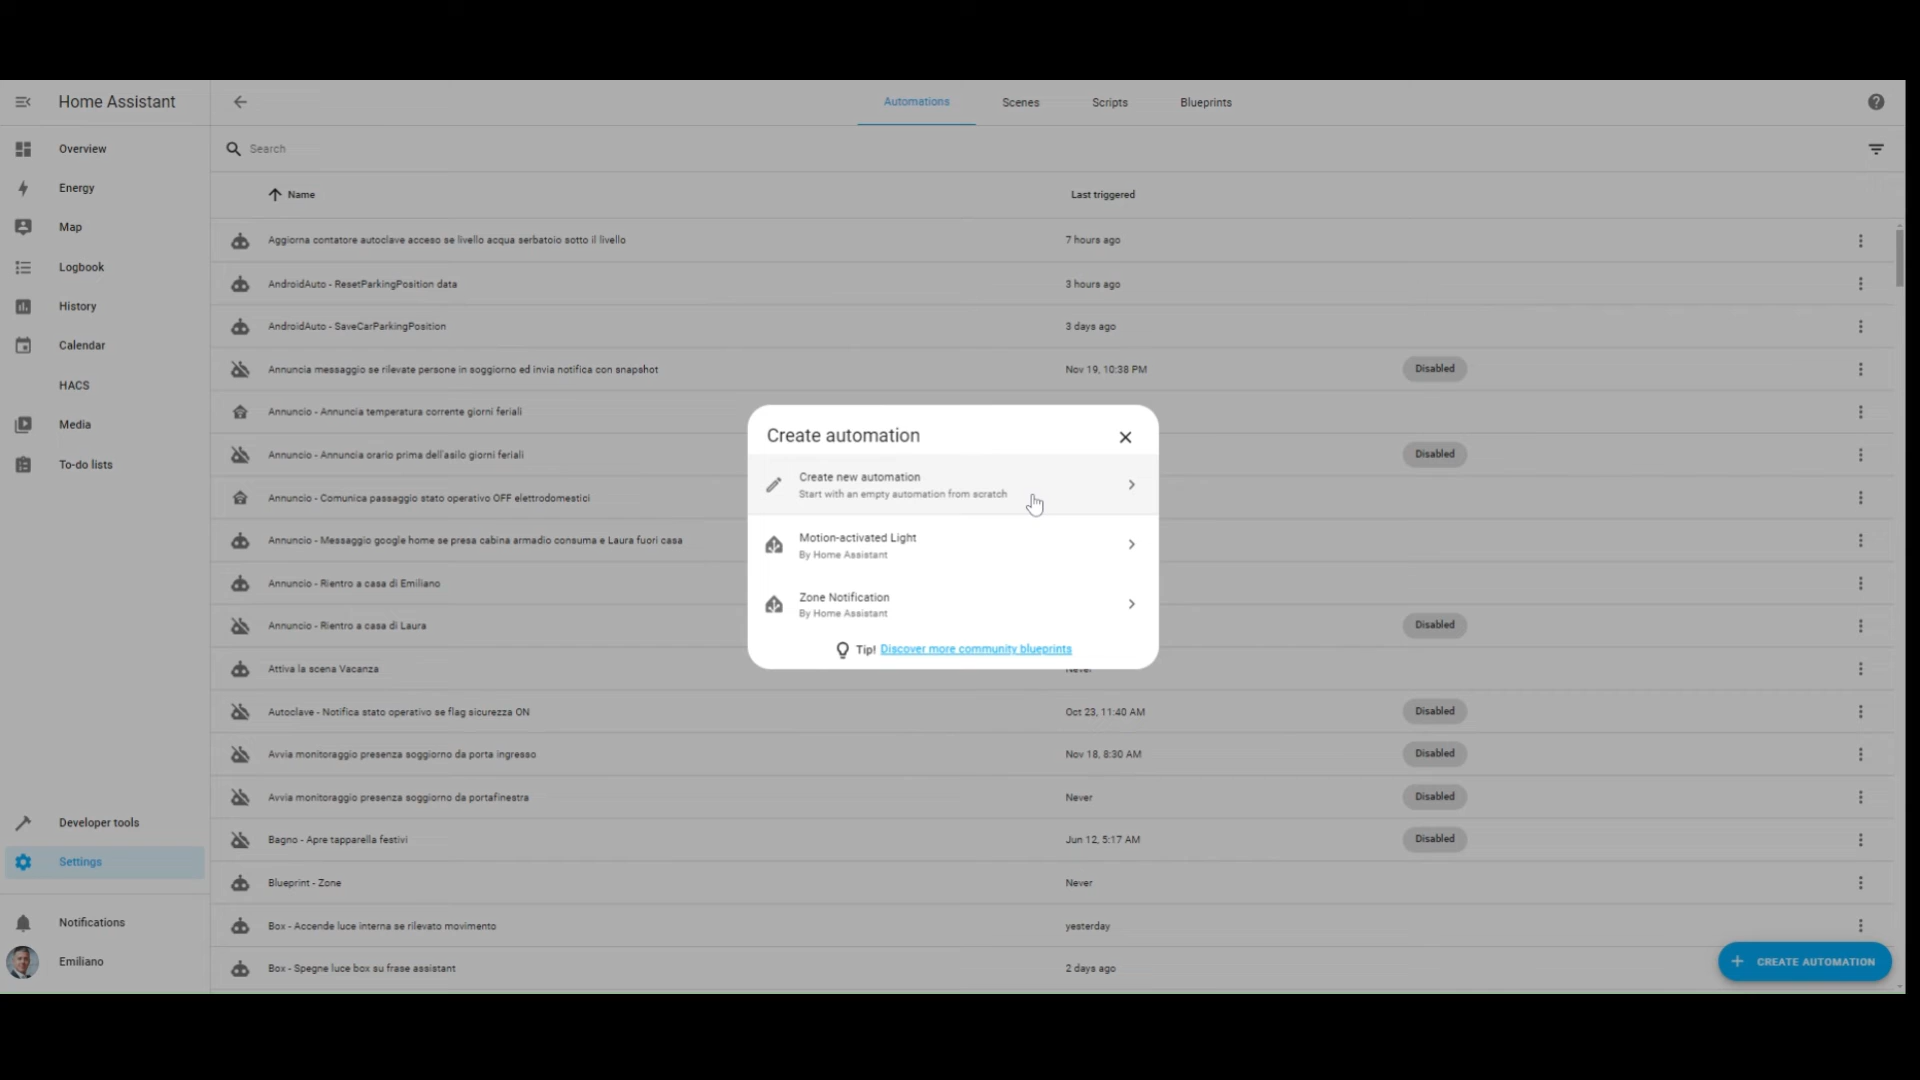 Home Assistant
Automations
Scenes
Scripts
Blueprints
Overview
Energy
Map
Logbook
History
Calendar
HACS
Media
To-do lists
Developer tools
Settings
Notifications
Emiliano
Search
Name
Last triggered
Aggiorna contatore autoclave acceso se livello acqua serbatoio sotto il livello
7 hours ago
AndroidAuto - ResetParkingPosition data
3 hours ago
AndroidAuto - SaveCarParkingPosition
3 days ago
Annuncia messaggio se rilevate persone in soggiorno ed invia notifica con snapshot
Nov 19, 10:38 PM
Disabled
Annuncio - Annuncia temperatura corrente giorni feriali
Annuncio - Annuncia orario prima dell'asilo giorni feriali
Disabled
Annuncio - Comunica passaggio stato operativo OFF elettrodomestici
Annuncio - Messaggio google home se presa cabina armadio consuma e Laura fuori casa
Annuncio - Rientro a casa di Emiliano
Annuncio - Rientro a casa di Laura
Disabled
Attiva la scena Vacanza
Never
Autoclave - Notifica stato operativo se flag sicurezza ON
Oct 23, 11:40 AM
Disabled
Avvia monitoraggio presenza soggiorno da porta ingresso
Nov 18, 8:30 AM
Disabled
Avvia monitoraggio presenza soggiorno da portafinestra
Never
Disabled
Bagno - Apre tapparella festivi
Jun 12, 5:17 AM
Disabled
Blueprint - Zone
Never
Box - Accende luce interna se rilevato movimento
yesterday
Box - Spegne luce box su frase assistant
2 days ago
Create automation
Create new automation
Start with an empty automation from scratch
Motion-activated Light
By Home Assistant
Zone Notification
By Home Assistant
Tip! Discover more community blueprints
CREATE AUTOMATION